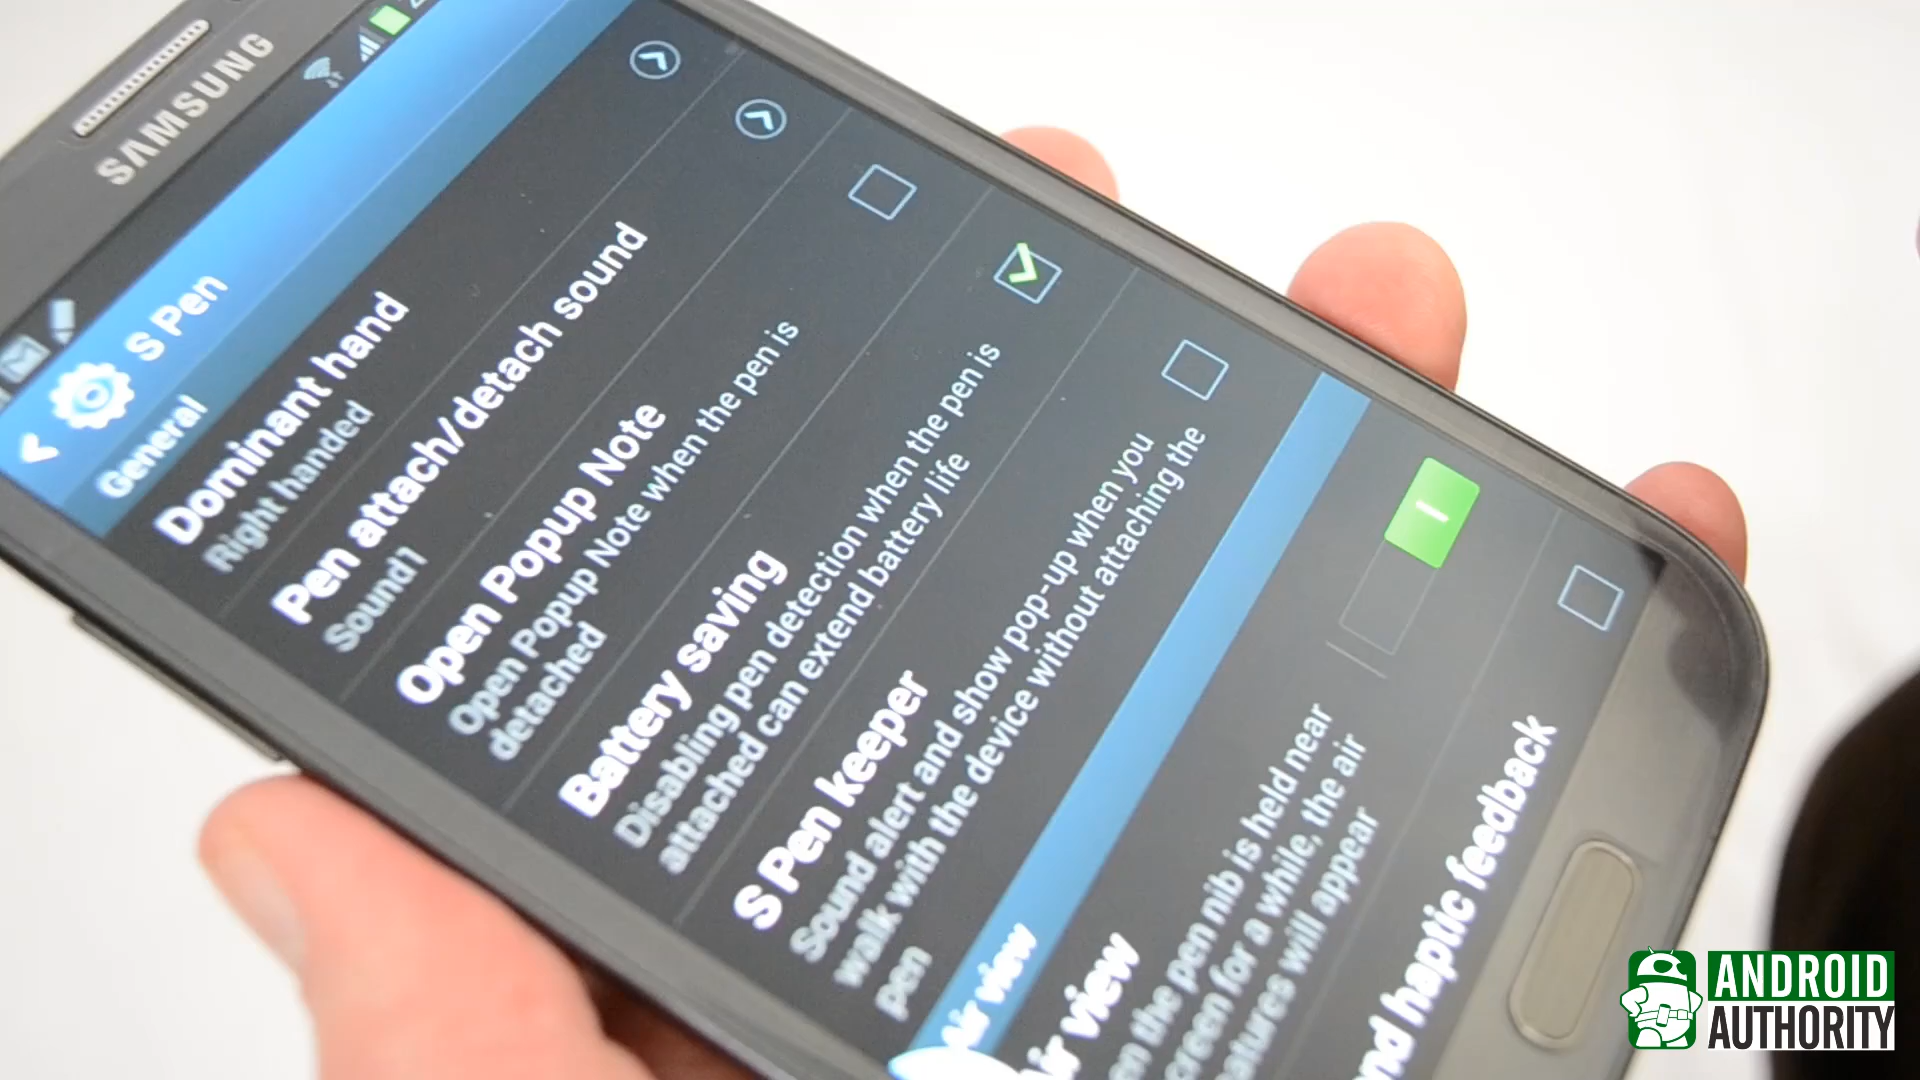 SAMSUNG
S Pen
General
Dominant hand
Right handed
Pen attach/detach sound
Sound1
Open Popup Note
Open Popup Note when the pen is
detached
Battery saving
Disabling pen detection when the pen is
attached can extend battery life
S Pen keeper
Sound alert and show pop-up when you
walk with the device without attaching the
pen
Air view
view
the pen nib is held near
for a while, the air
will appear
haptic feedback
ANDROID
AUTHORITY